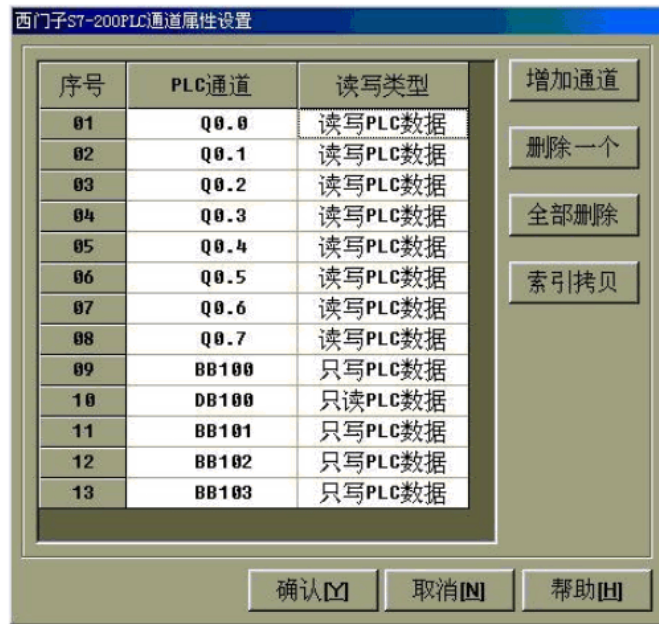 西门子S7-200PLC通道属性设置
序号 PLC通道 读写类型 增加通道
01 Q0.0 读写PLC数据
02 Q0.1 读写PLC数据 删除一个
03 Q0.2 读写PLC数据
04 Q0.3 读写PLC数据 全部删除
05 Q0.4 读写PLC数据
06 Q0.5 读写PLC数据 索引拷贝
07 Q0.6 读写PLC数据
08 Q0.7 读写PLC数据
09 BB100 只写PLC数据
10 DB100 只读PLC数据
11 BB101 只写PLC数据
12 BB102 只写PLC数据
13 BB103 只写PLC数据
确认[Y] 取消[N] 帮助[H]